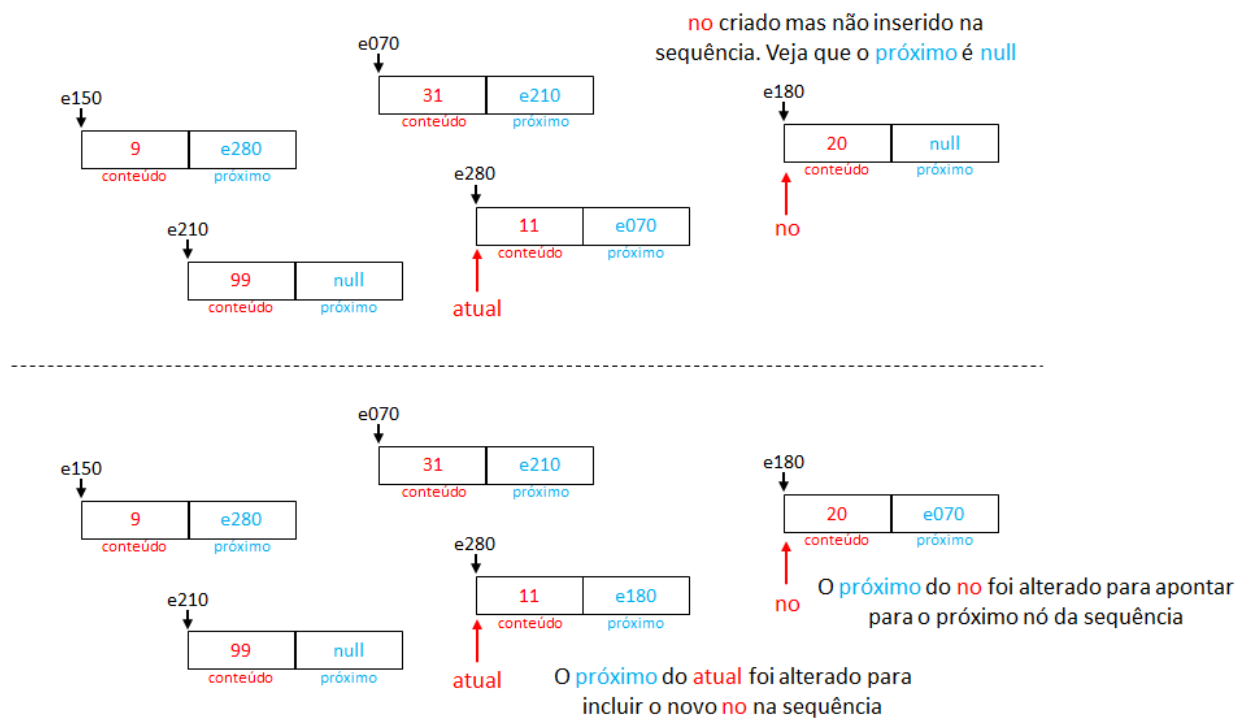 no criado mas não inserido na
sequência. Veja que o próximo é null
e070
31 e210
conteúdo próximo
e150
9 e280
conteúdo próximo
e180
20 null
conteúdo próximo
no
e280
11 e070
conteúdo próximo
atual
e210
99 null
conteúdo próximo
e070
31 e210
conteúdo próximo
e150
9 e280
conteúdo próximo
e180
20 e070
conteúdo próximo
no
O próximo do no foi alterado para apontar
para o próximo nó da sequência
e280
11 e180
conteúdo próximo
atual
e210
99 null
conteúdo próximo
O próximo do atual foi alterado para
incluir o novo no na sequência